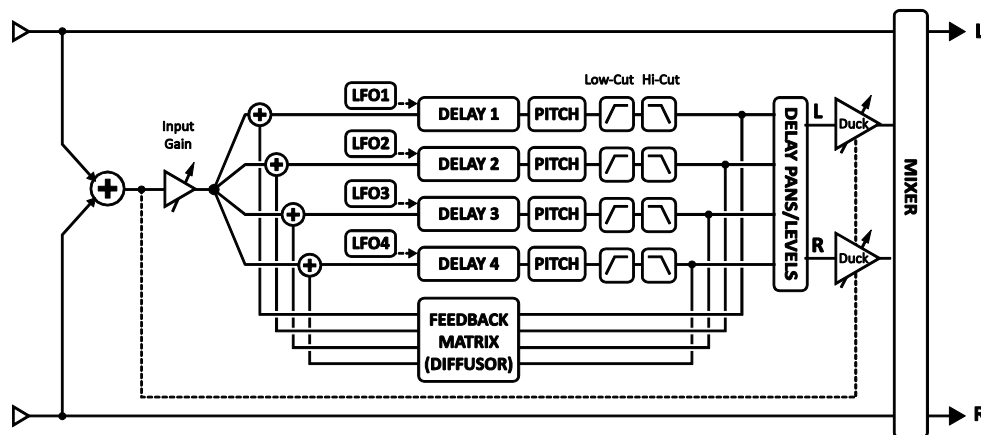 L
Low-Cut Hi-Cut
LFO1
DELAY 1 PITCH
Input
Gain
LFO2
DELAY 2 PITCH
LFO3
DELAY 3 PITCH
LFO4
DELAY 4 PITCH
FEEDBACK
MATRIX
(DIFFUSOR)
DELAY PANS/LEVELS
L
Duck
R
Duck
MIXER
R